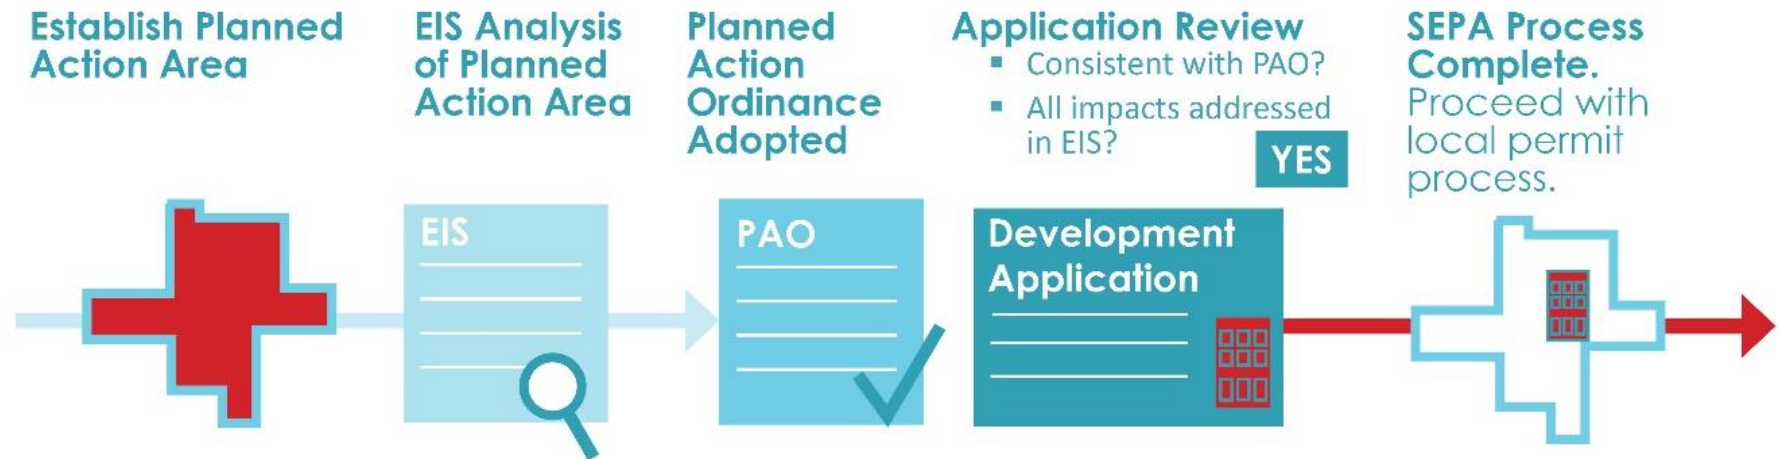 Establish Planned
Action Area
EIS Analysis
of Planned
Action Area
Planned
Action
Ordinance
Adopted
Application Review
▪ Consistent with PAO?
▪ All impacts addressed
in EIS?
YES
SEPA Process
Complete.
Proceed with
local permit
process.
EIS
PAO
Development
Application